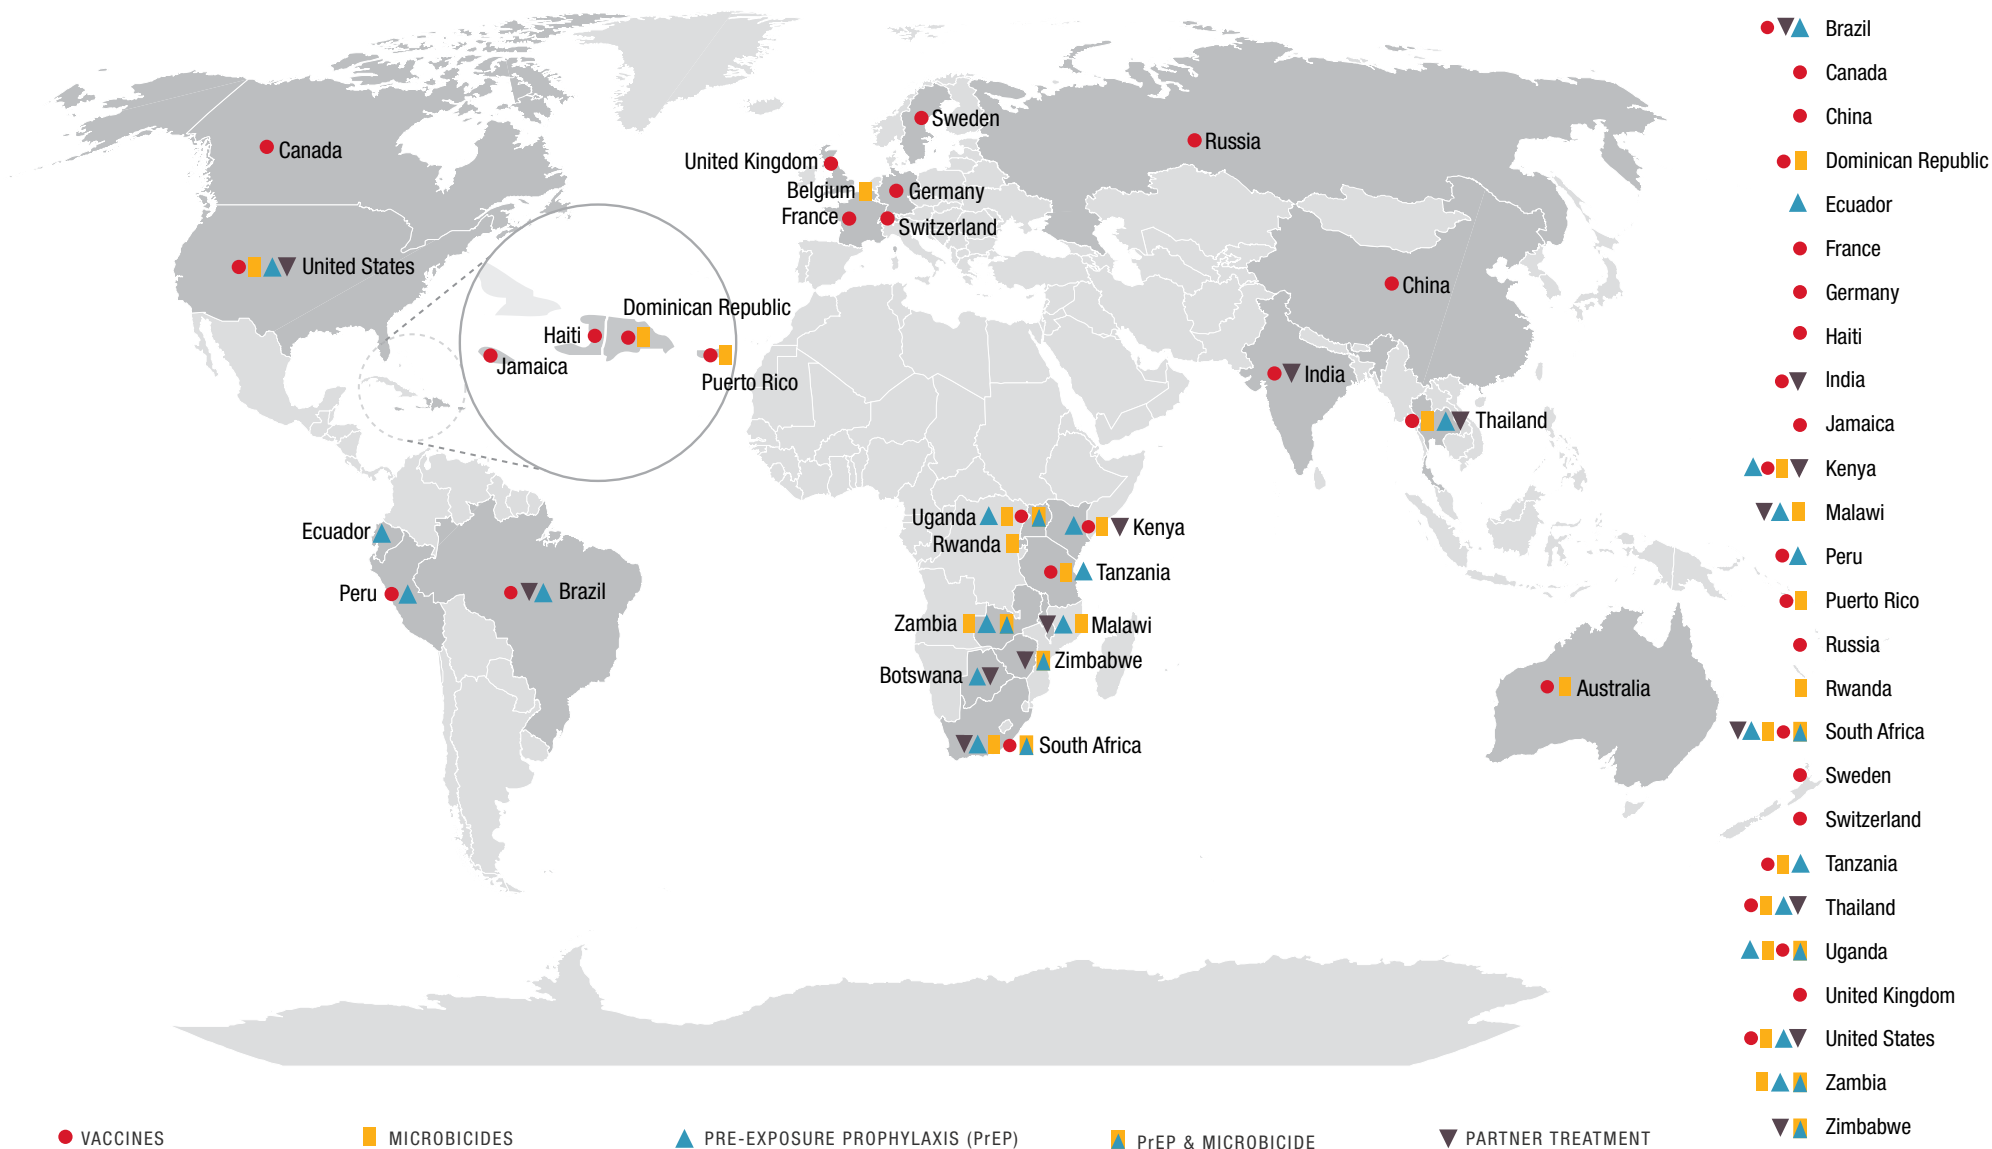 Canada
United States
Sweden
United Kingdom
Belgium
Germany
France
Switzerland
Russia
China
India
Thailand
Dominican Republic
Haiti
Jamaica
Puerto Rico
Ecuador
Peru
Brazil
Uganda
Kenya
Rwanda
Tanzania
Zambia
Malawi
Zimbabwe
Botswana
South Africa
Australia
Brazil
Canada
China
Dominican Republic
Ecuador
France
Germany
Haiti
India
Jamaica
Kenya
Malawi
Peru
Puerto Rico
Russia
Rwanda
South Africa
Sweden
Switzerland
Tanzania
Thailand
Uganda
United Kingdom
United States
Zambia
Zimbabwe
VACCINES
MICROBICIDES
PRE-EXPOSURE PROPHYLAXIS (PrEP)
PrEP & MICROBICIDE
PARTNER TREATMENT